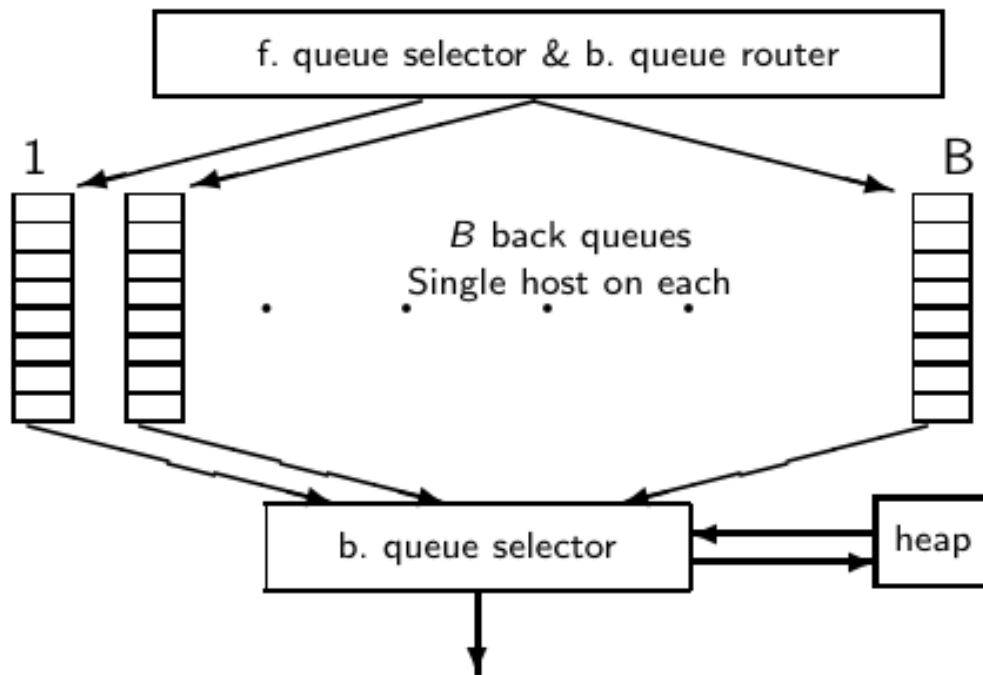 f. queue selector & b. queue router
1
B
B back queues
Single host on each
b. queue selector
heap